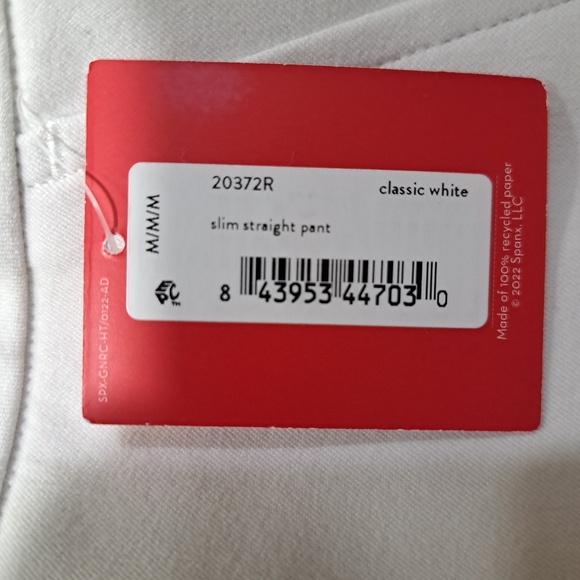 20372R
classic white
M/M/M
slim straight pant
8 43953 44703 0
SPX-GNRC-HT/0122-AD
Made of 100% recycled paper
© 2022 Spanx, LLC